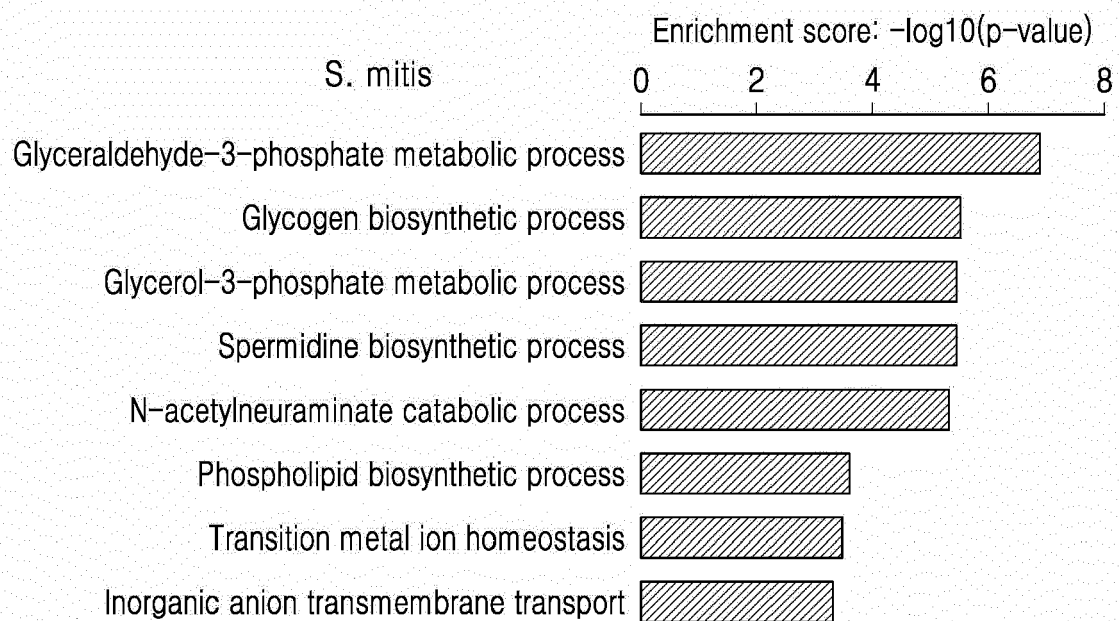 Enrichment score: -log10(p-value)
S. mitis
0 2 4 6 8
Glyceraldehyde-3-phosphate metabolic process
Glycogen biosynthetic process
Glycerol-3-phosphate metabolic process
Spermidine biosynthetic process
N-acetylneuraminate catabolic process
Phospholipid biosynthetic process
Transition metal ion homeostasis
Inorganic anion transmembrane transport